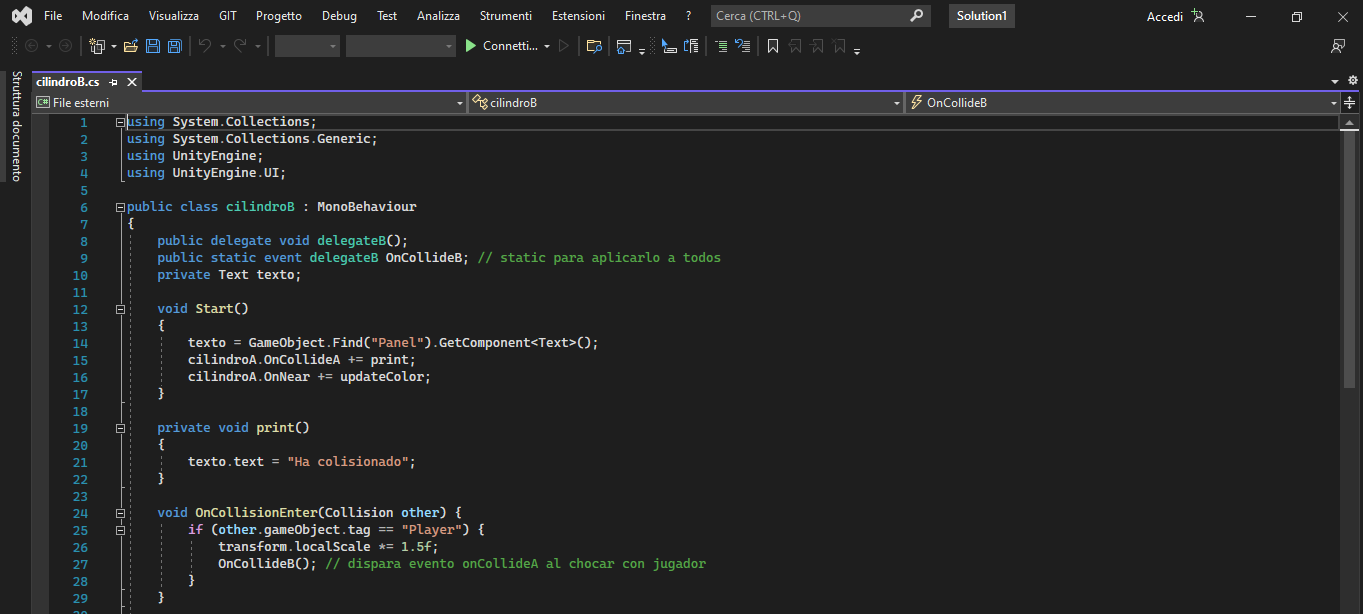 File Modifica Visualizza GIT Progetto Debug Test Analizza Strumenti Estensioni Finestra ? Cerca (CTRL+Q) Solution1 Accedi
Connetti...
Struttura documento
cilindroB.cs
C# File esterni cilindroB OnCollideB
1 using System.Collections;
2 using System.Collections.Generic;
3 using UnityEngine;
4 using UnityEngine.UI;
5
6 public class cilindroB : MonoBehaviour
7 {
8 public delegate void delegateB();
9 public static event delegateB OnCollideB; // static para aplicarlo a todos
10 private Text texto;
11
12 void Start()
13 {
14 texto = GameObject.Find("Panel").GetComponent<Text>();
15 cilindroA.OnCollideA += print;
16 cilindroA.OnNear += updateColor;
17 }
18
19 private void print()
20 {
21 texto.text = "Ha colisionado";
22 }
23
24 void OnCollisionEnter(Collision other) {
25 if (other.gameObject.tag == "Player") {
26 transform.localScale *= 1.5f;
27 OnCollideB(); // dispara evento onCollideA al chocar con jugador
28 }
29 }